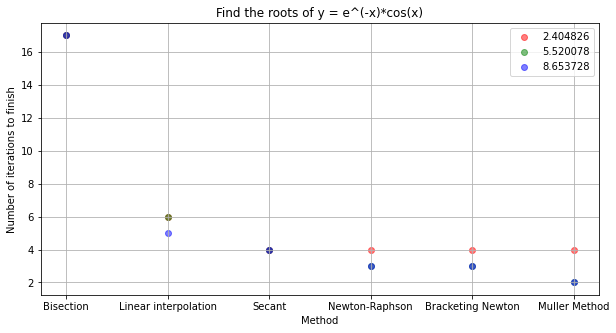 Find the roots of y = e^(-x)*cos(x)
2.404826
5.520078
8.653728
Number of iterations to finish
16
14
12
10
8
6
4
2
Bisection Linear interpolation Secant Newton-Raphson Bracketing Newton Muller Method
Method